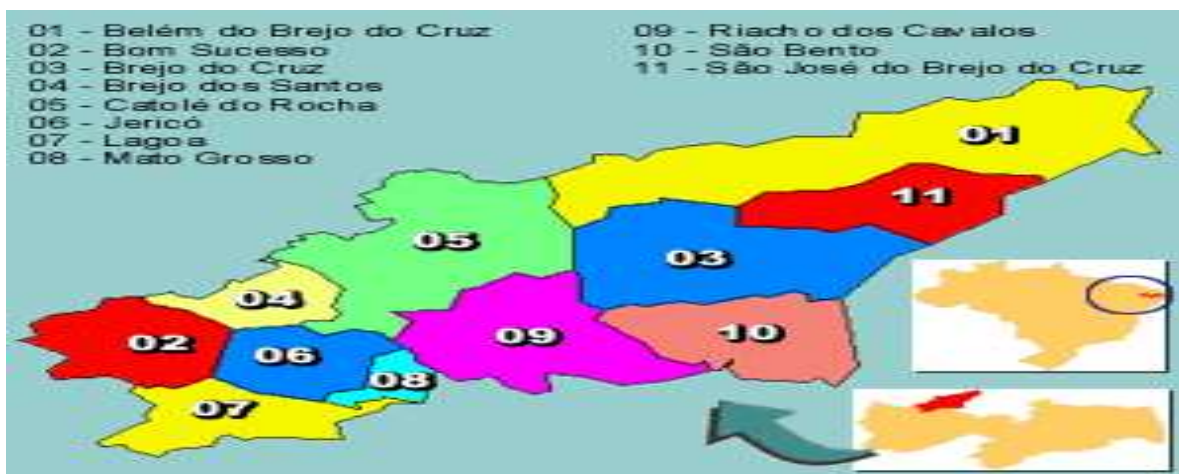 01 - Belém do Brejo do Cruz
02 - Bom Sucesso
03 - Brejo do Cruz
04 - Brejo dos Santos
05 - Catolé do Rocha
06 - Jericó
07 - Lagoa
08 - Mato Grosso
09 - Riacho dos Cavalos
10 - São Bento
11 - São José do Brejo do Cruz
01
11
05
03
04
02
06
09
10
08
07